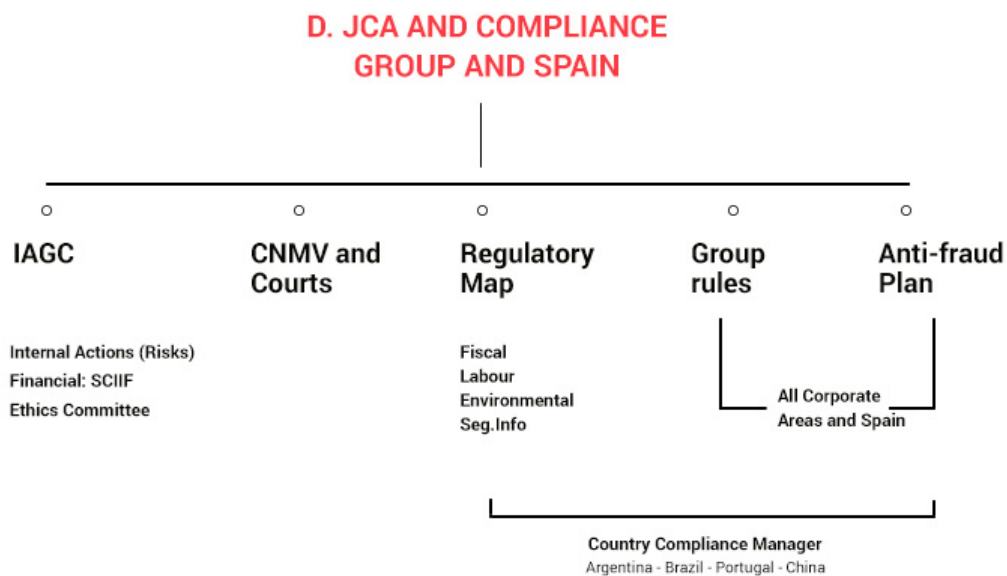 D. JCA AND COMPLIANCE
GROUP AND SPAIN
IAGC
Internal Actions (Risks)
Financial: SCIIF
Ethics Committee
CNMV and
Courts
Regulatory
Map
Fiscal
Labour
Environmental
Seg.Info
Group
rules
Anti-fraud
Plan
All Corporate
Areas and Spain
Country Compliance Manager
Argentina - Brazil - Portugal - China